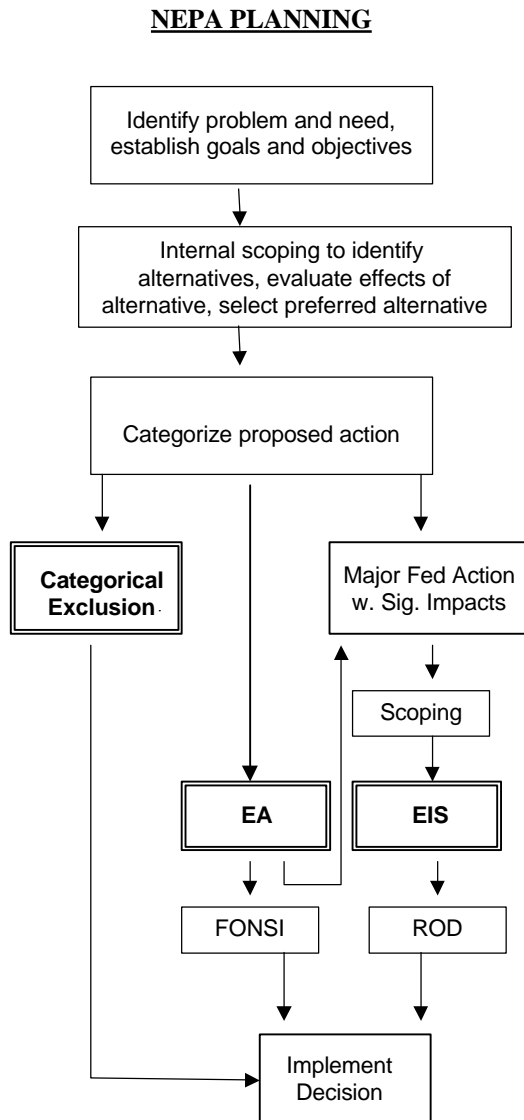 NEPA PLANNING
Identify problem and need,
establish goals and objectives
Internal scoping to identify
alternatives, evaluate effects of
alternative, select preferred alternative
Categorize proposed action
Categorical
Exclusion
Major Fed Action
w. Sig. Impacts
Scoping
EA
EIS
FONSI
ROD
Implement
Decision